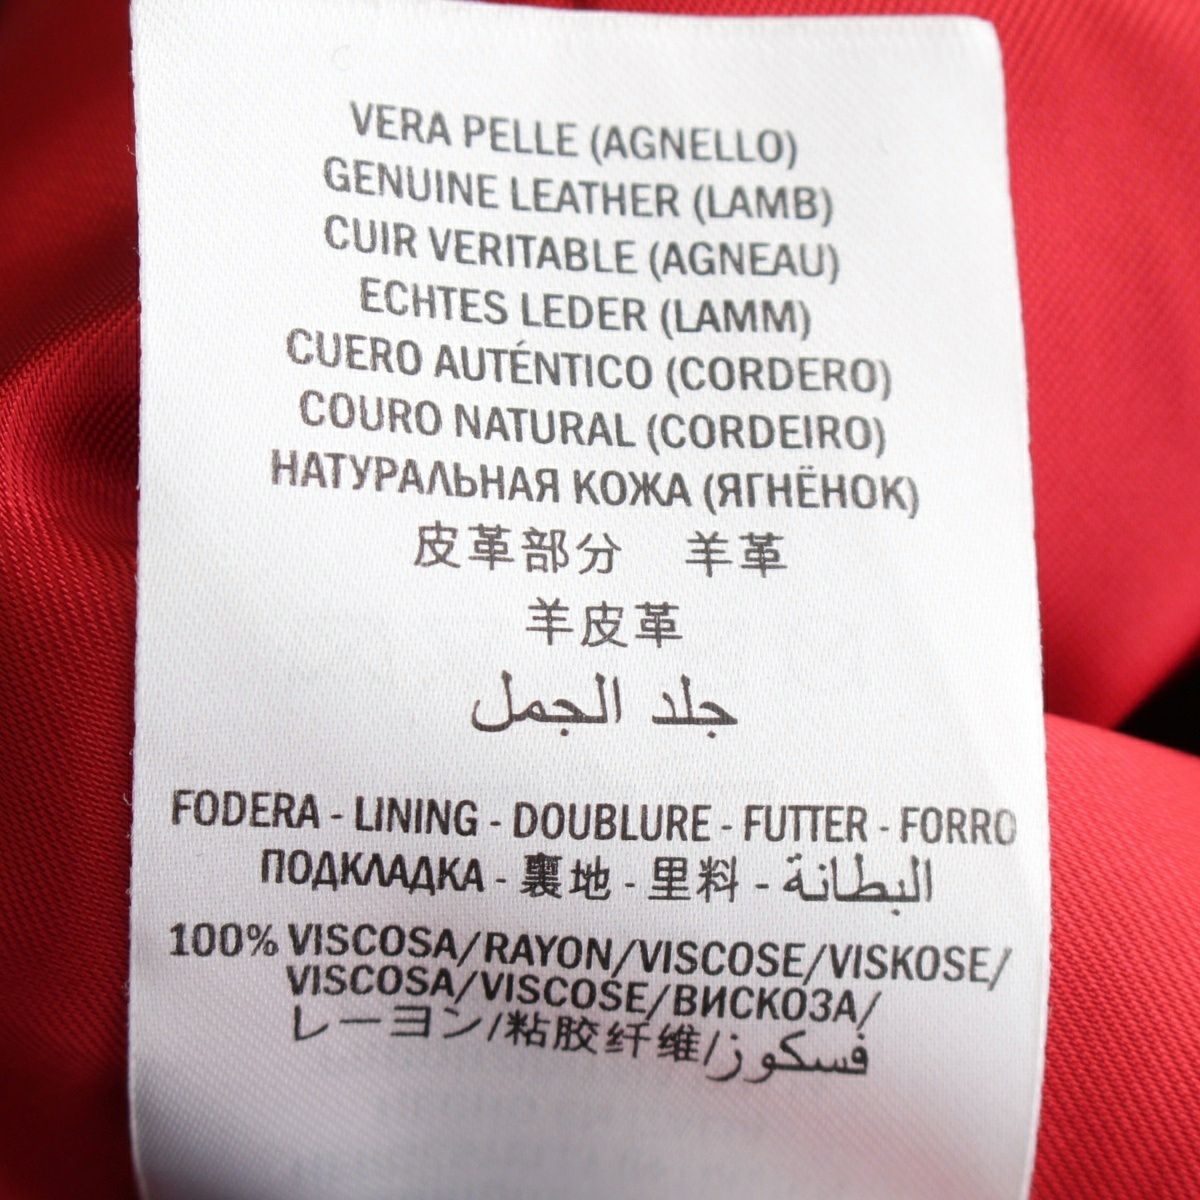 VERA PELLE (AGNELLO)
GENUINE LEATHER (LAMB)
CUIR VERITABLE (AGNEAU)
ECHTES LEDER (LAMM)
CUERO AUTÉNTICO (CORDERO)
COURO NATURAL (CORDEIRO)
НАТУРАЛЬНАЯ КОЖА (ЯГНЁНОК)
皮革部分 羊革
羊皮革
جلد الجمل
FODERA - LINING - DOUBLURE - FUTTER - FORRO
ПОДКЛАДКА - 裏地 - 里料 - البطانة
100% VISCOSA/RAYON/VISCOSE/VISKOSE/
VISCOSA/VISCOSE/ВИСКОЗА/
レーヨン/粘胶纤维/فسكوز